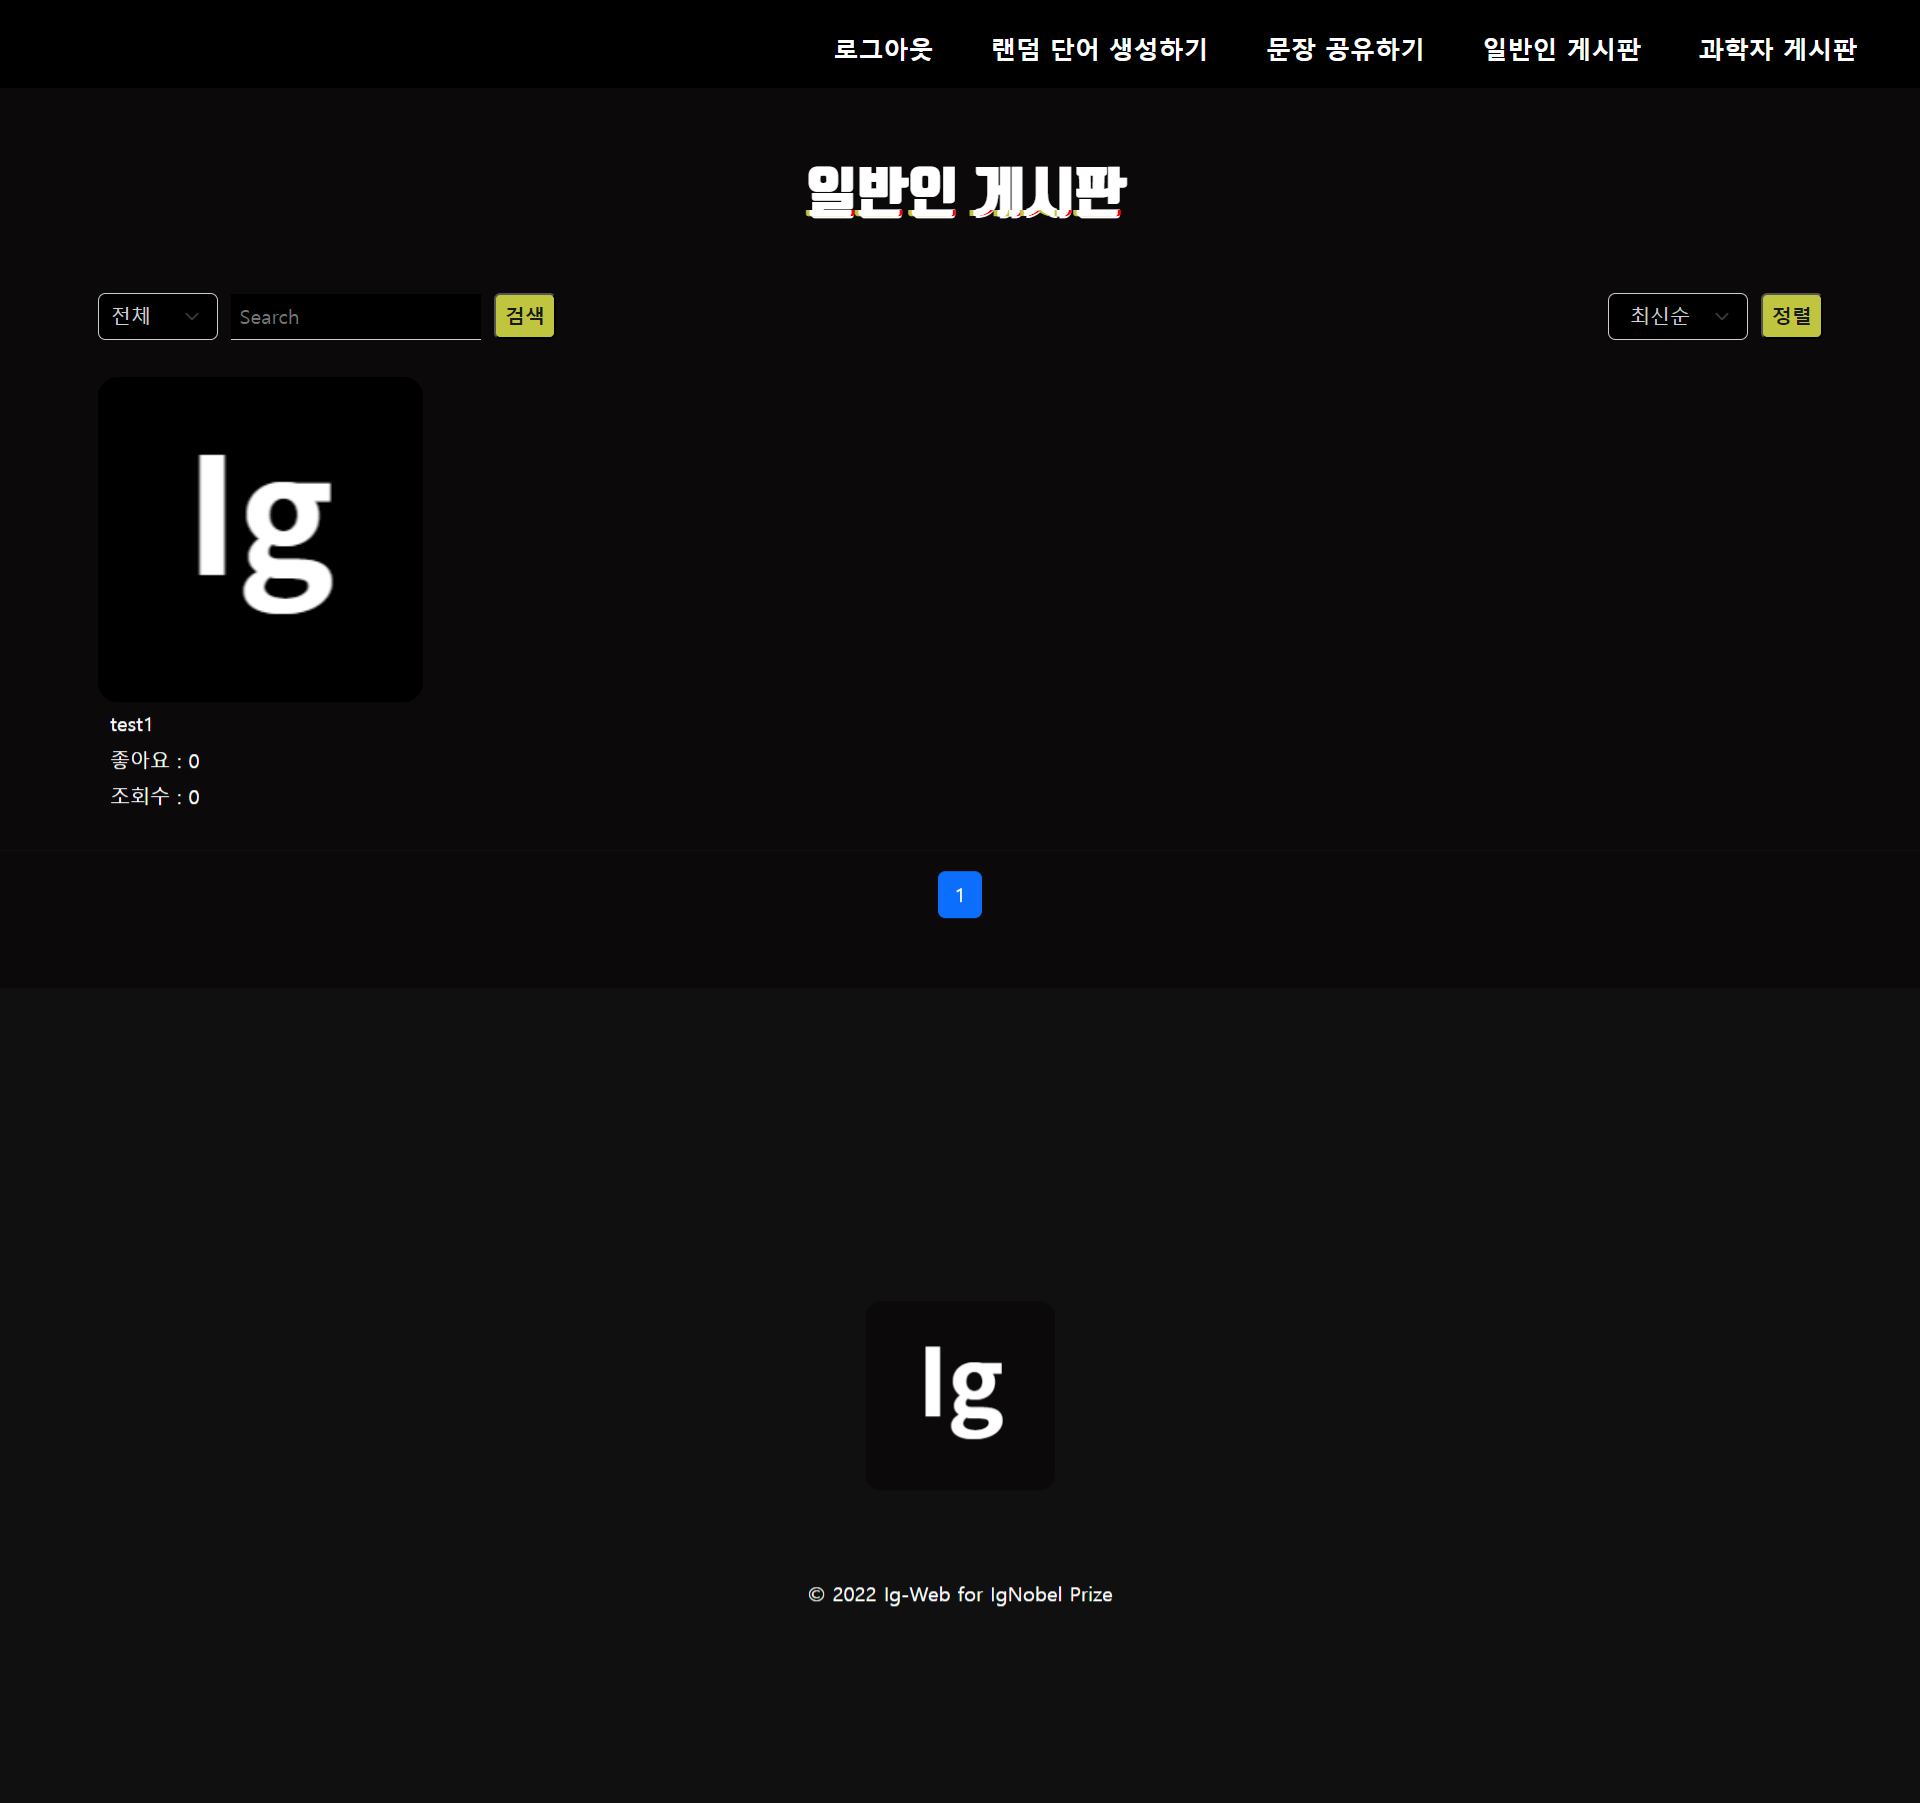 로그아웃 랜덤 단어 생성하기 문장 공유하기 일반인 게시판 과학자 게시판
일반인 게시판
전체 Search 검색 최신순 정렬
Ig
test1
좋아요 : 0
조회수 : 0
1
Ig
© 2022 Ig-Web for IgNobel Prize